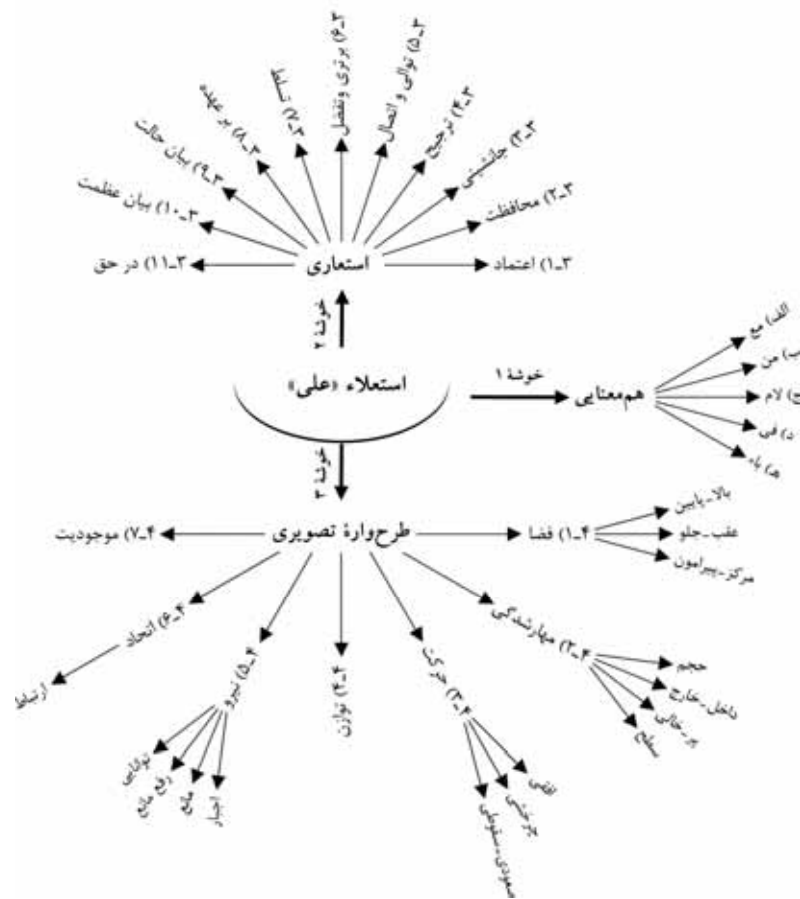 ۳ـ۶) برتری و تفضل
۳ـ۵) توالی و اتصال
۳ـ۷) تسلط
۳ـ۴) ترجیح
۳ـ۸) بر عهده
۳ـ۳) جانشینی
۳ـ۹) بیان حالت
۳ـ۲) محافظت
۳ـ۱۰) بیان عظمت
۳ـ۱) اعتماد
استعاری
۳ـ۱۱) در حق
خوشهٔ ۲
استعلاء «علی»
خوشهٔ ۱
هم‌معنایی
الف) مع
ب) من
ج) لام
د) فی
هـ) باء
خوشهٔ ۳
طرح‌وارهٔ تصویری
۴ـ۱) فضا
بالا ـ پایین
عقب ـ جلو
مرکز ـ پیرامون
۴ـ۲) مهارشدگی
حجم
داخل ـ خارج
پر ـ خالی
سطح
۴ـ۳) حرکت
افقی
چرخشی
صعودی ـ سقوطی
۴ـ۴) توازن
۴ـ۵) نیرو
اجبار
مانع
رفع مانع
توانایی
۴ـ۶) اتحاد
ارتباط
۴ـ۷) موجودیت